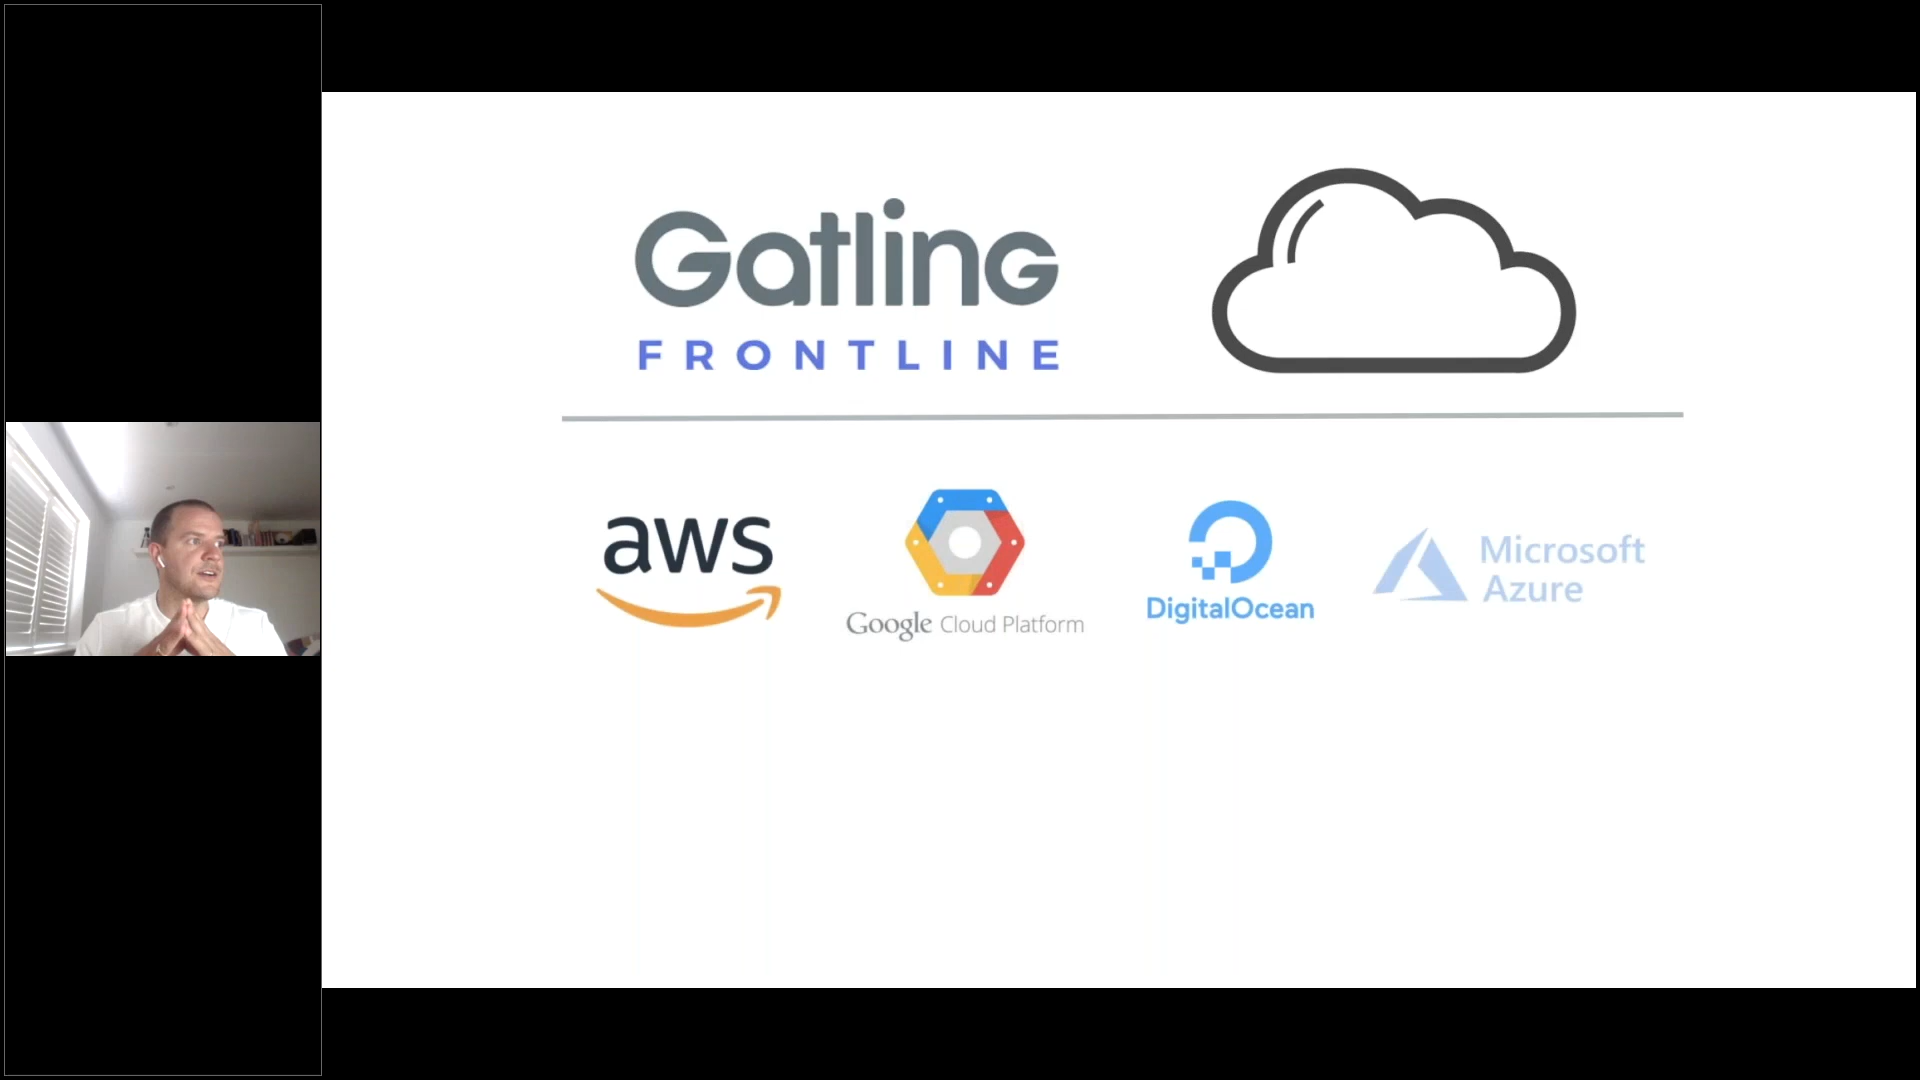 Gatling
FRONTLINE
aws
Google Cloud Platform
DigitalOcean
Microsoft
Azure